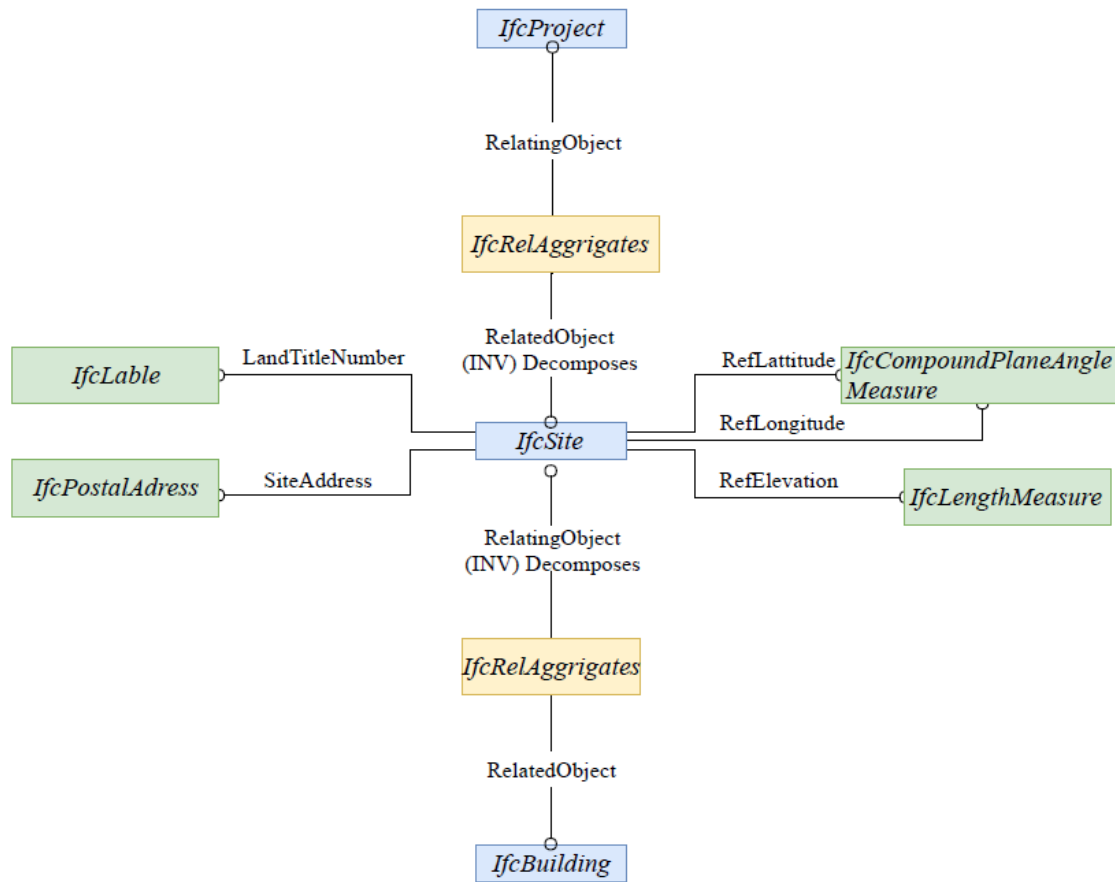 IfcProject
RelatingObject
IfcRelAggrigates
RelatedObject
(INV) Decomposes
LandTitleNumber
IfcLable
RefLattitude
IfcCompoundPlaneAngle
Measure
RefLongitude
IfcSite
IfcPostalAdress
SiteAddress
RefElevation
IfcLengthMeasure
RelatingObject
(INV) Decomposes
IfcRelAggrigates
RelatedObject
IfcBuilding